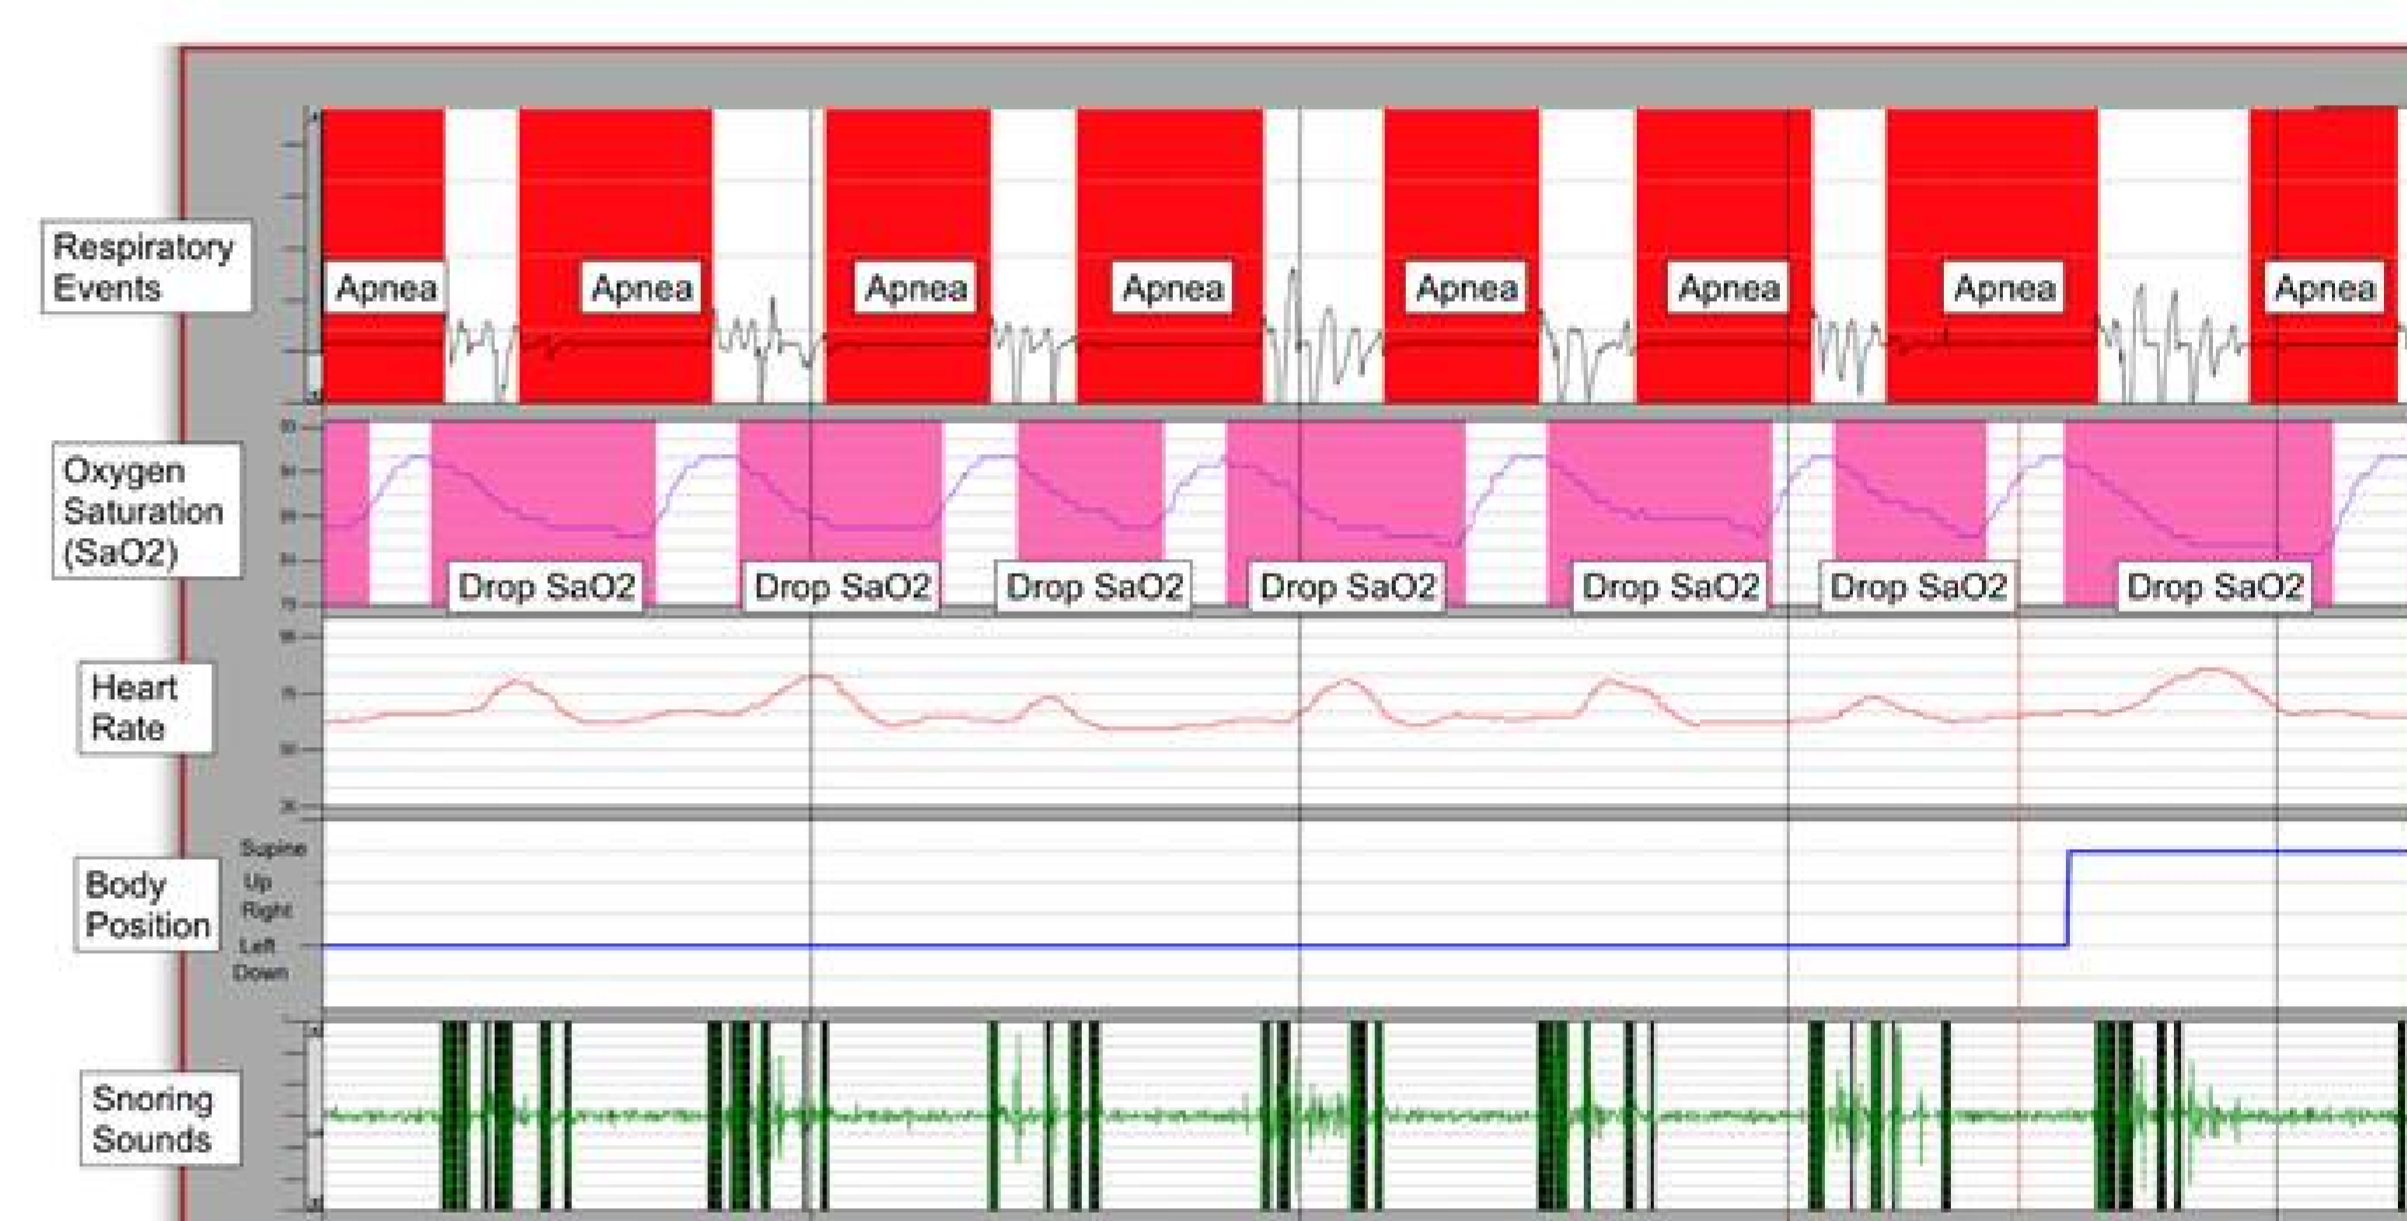 Respiratory
Events
Apnea
Apnea
Apnea
Apnea
Apnea
Apnea
Apnea
Apnea
Oxygen
Saturation
(SaO2)
Drop SaO2
Drop SaO2
Drop SaO2
Drop SaO2
Drop SaO2
Drop SaO2
Drop SaO2
Heart
Rate
Body
Position
Supine
Up
Right
Left
Down
Snoring
Sounds